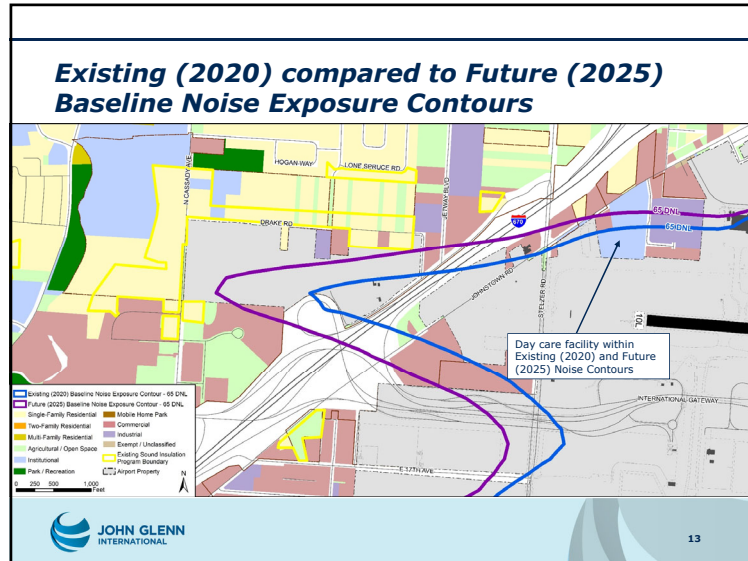 Existing (2020) compared to Future (2025)
Baseline Noise Exposure Contours
HOGAN WAY
LONE SPRUCE RD
N CASSADY AVE
DRAKE RD
JETWAY BLVD
670
65 DNL
65 DNL
JOHNSTOWN RD
STELZER RD
10L
Day care facility within
Existing (2020) and Future
(2025) Noise Contours
INTERNATIONAL GATEWAY
E 17TH AVE
Existing (2020) Baseline Noise Exposure Contour - 65 DNL
Future (2025) Baseline Noise Exposure Contour - 65 DNL
Single-Family Residential
Mobile Home Park
Two-Family Residential
Commercial
Multi-Family Residential
Industrial
Agricultural / Open Space
Exempt / Unclassified
Institutional
Existing Sound Insulation
Program Boundary
Park / Recreation
Airport Property
0 250 500 1,000
Feet
N
JOHN GLENN
INTERNATIONAL
13